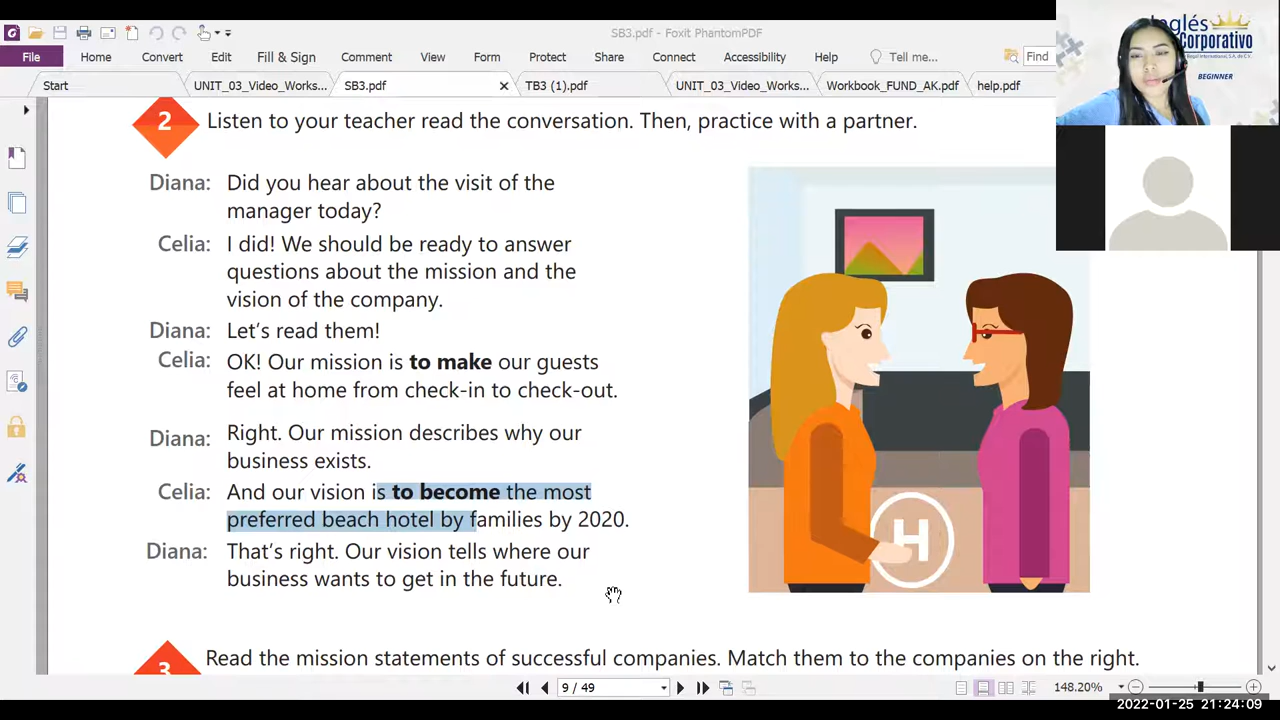 SB3.pdf - Foxit PhantomPDF
File Home Convert Edit Fill & Sign Comment View Form Protect Share Connect Accessibility Help Tell me... Find
Start UNIT_03_Video_Works... SB3.pdf TB3 (1).pdf UNIT_03_Video_Works... Workbook_FUND_AK.pdf help.pdf
Inglés
Corporativo
BEGINNER
2 Listen to your teacher read the conversation. Then, practice with a partner.
Diana: Did you hear about the visit of the
manager today?
Celia: I did! We should be ready to answer
questions about the mission and the
vision of the company.
Diana: Let's read them!
Celia: OK! Our mission is to make our guests
feel at home from check-in to check-out.
Diana: Right. Our mission describes why our
business exists.
Celia: And our vision is to become the most
preferred beach hotel by families by 2020.
Diana: That's right. Our vision tells where our
business wants to get in the future.
H
3 Read the mission statements of successful companies. Match them to the companies on the right.
9 / 49
148.20%
2022-01-25 21:24:09